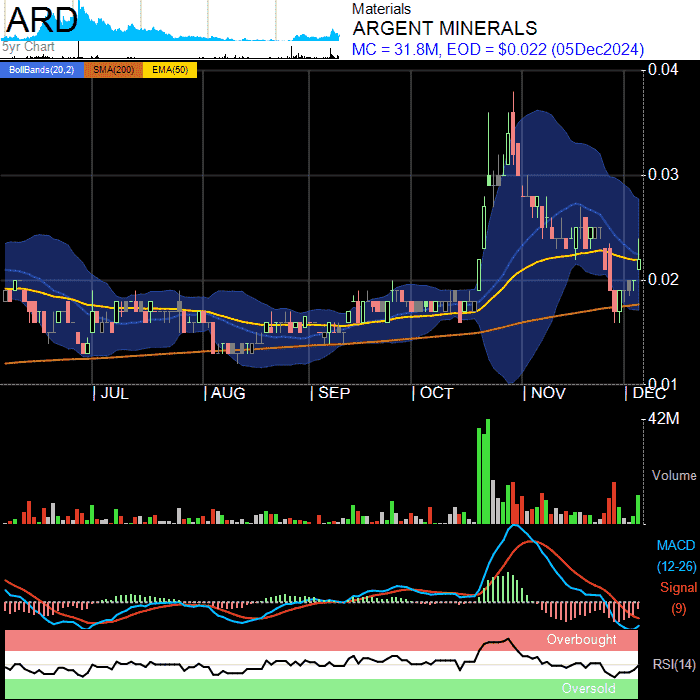 ARD
5yr Chart
Materials
ARGENT MINERALS
MC = 31.8M, EOD = $0.022 (05Dec2024)
BollBands(20,2) SMA(200) EMA(50)
0.04
0.03
0.02
0.01
| JUL | AUG | SEP | OCT | NOV | DEC
42M
Volume
MACD
(12-26)
Signal
(9)
Overbought
RSI(14)
Oversold